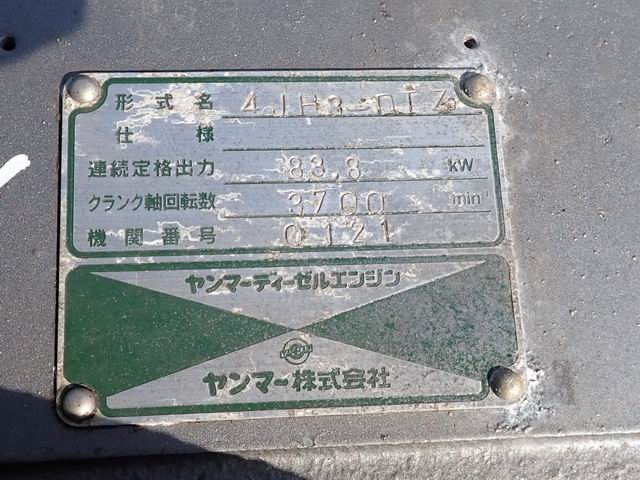 形式名 4JH3-DTZ
仕様
連続定格出力 83.8 kW
クランク軸回転数 3700 min⁻¹
機関番号 0121
ヤンマーディーゼルエンジン
ヤンマー株式会社